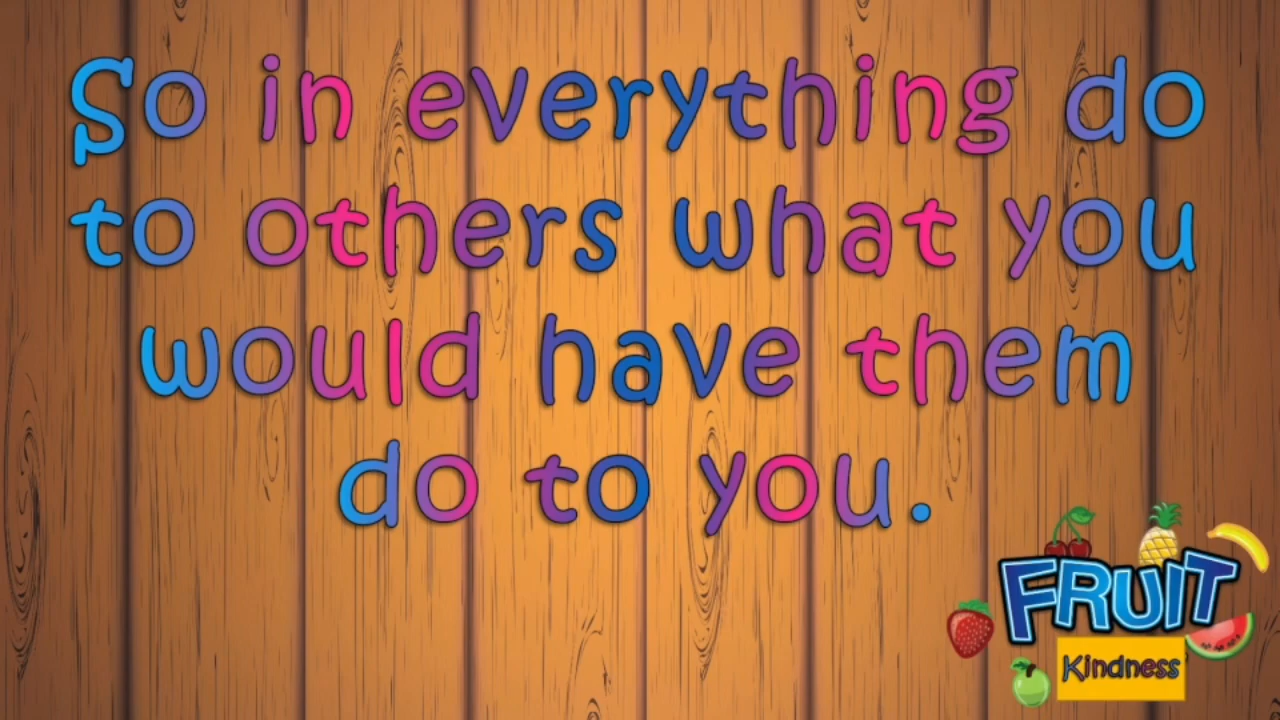 So in everything do
to others what you
would have them
do to you.
FRUIT
Kindness